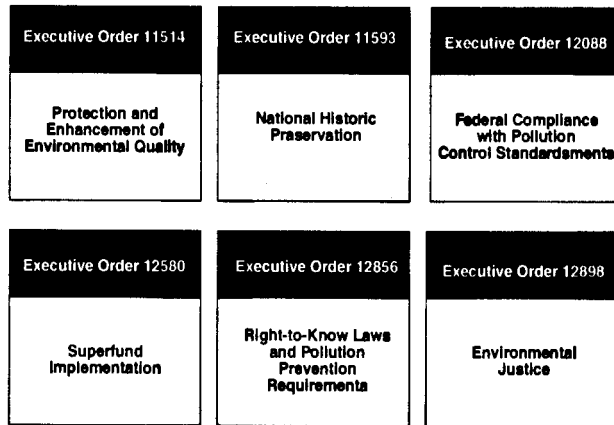 Executive Order 11514
Protection and
Enhancement of
Environmental Quality
Executive Order 11593
National Historic
Praservation
Executive Order 12088
Federal Compliance
with Pollution
Control Standardsments
Executive Order 12580
Superfund
Implementation
Executive Order 12856
Right-to-Know Laws
and Pollution
Prevention
Requirements
Executive Order 12898
Environmental
Justice